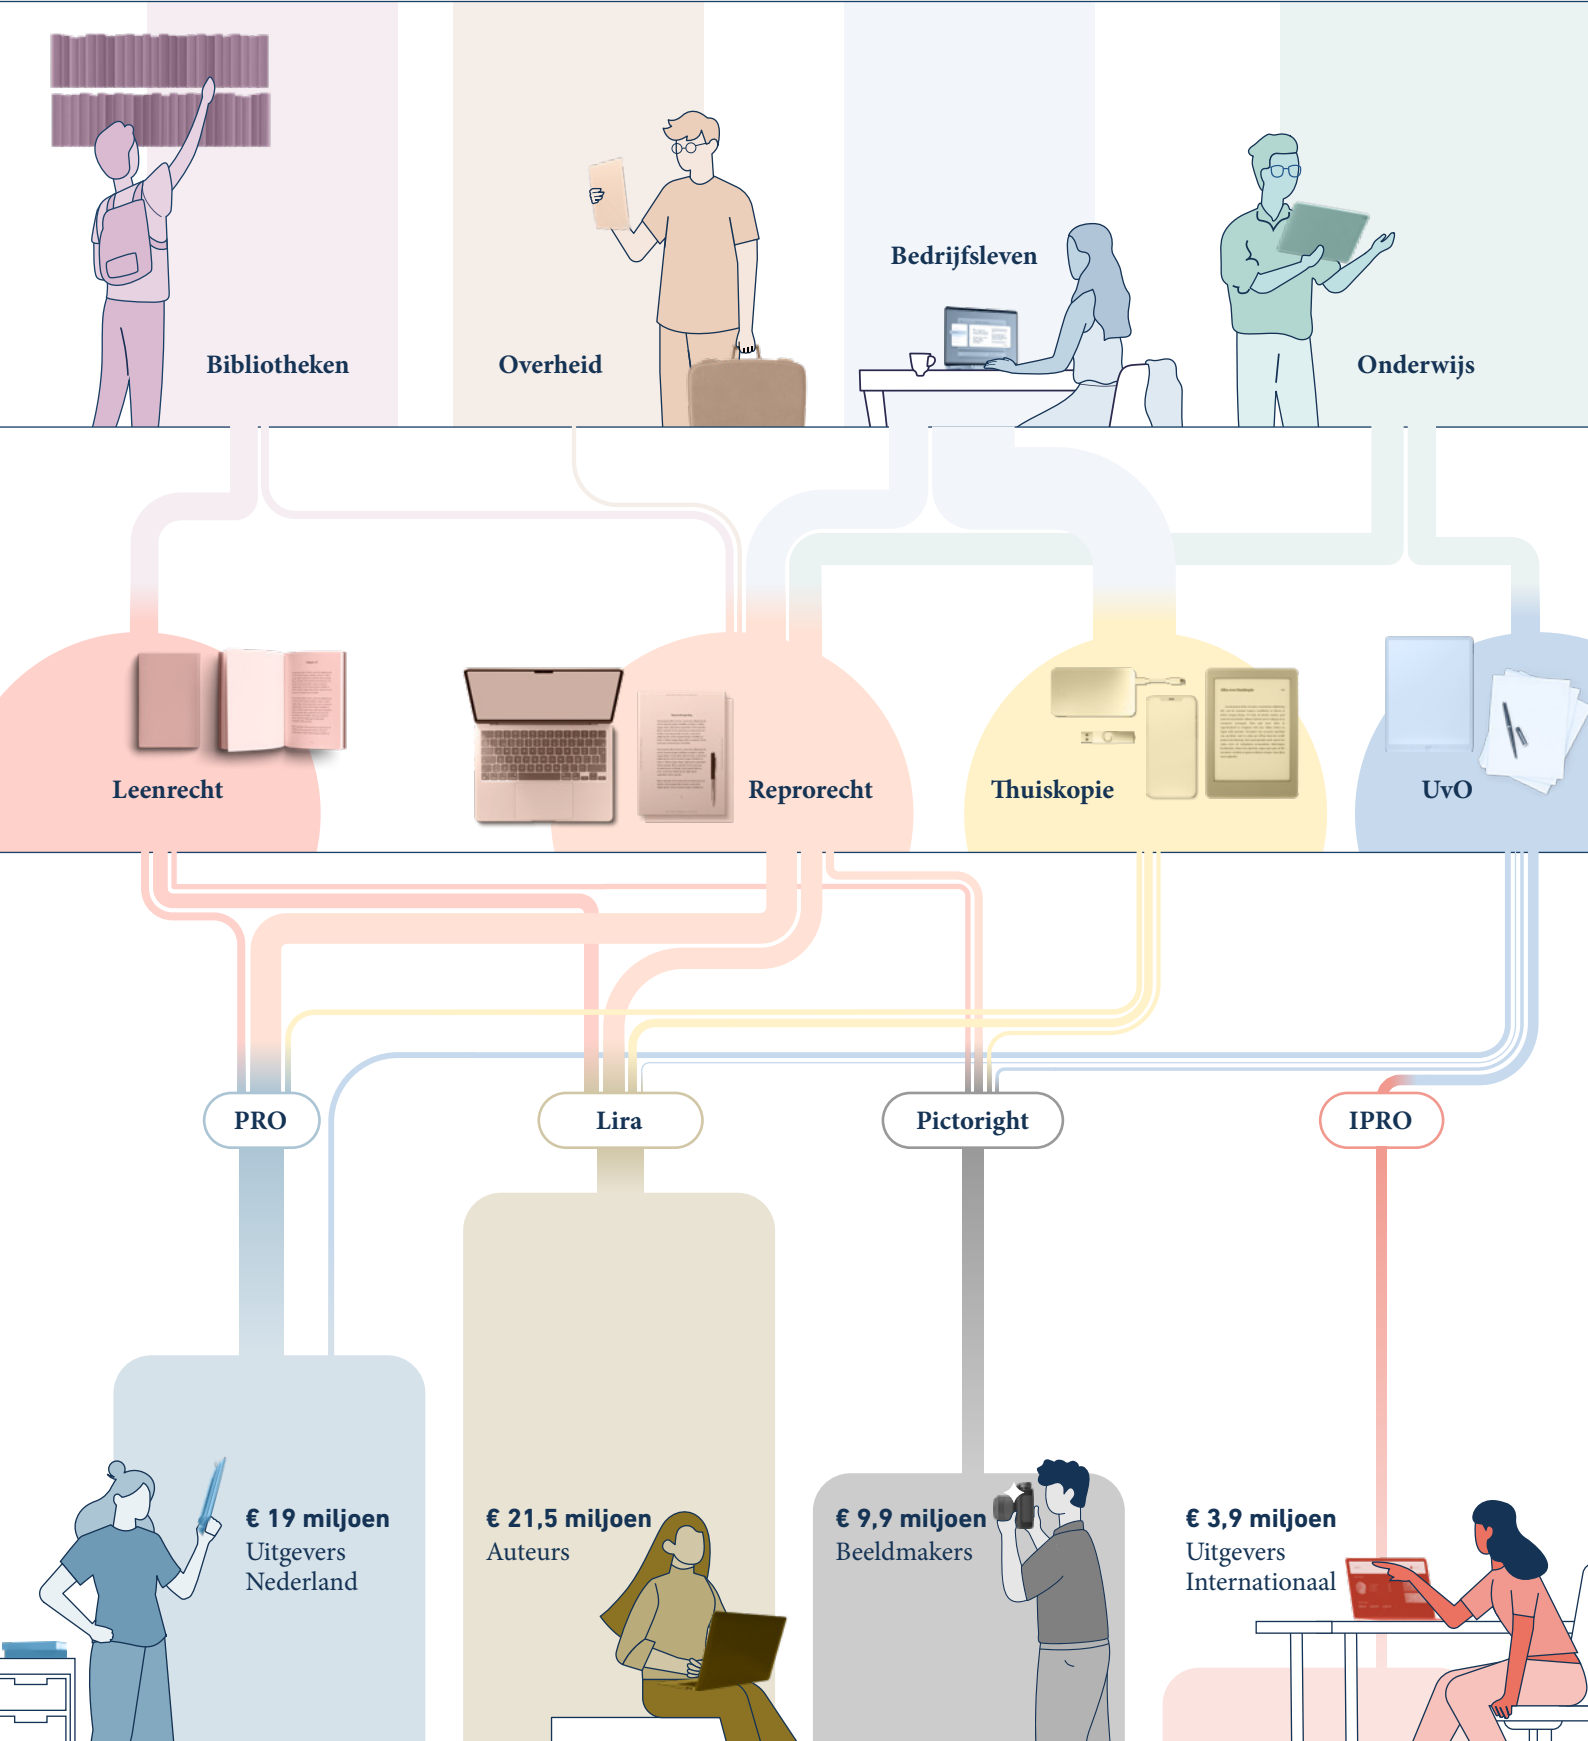 Bedrijfsleven
Bibliotheken
Overheid
Onderwijs
Leenrecht
Reprorecht
Thuiskopie
UvO
PRO
Lira
Pictoright
IPRO
€ 19 miljoen
Uitgevers
Nederland
€ 21,5 miljoen
Auteurs
€ 9,9 miljoen
Beeldmakers
€ 3,9 miljoen
Uitgevers
Internationaal